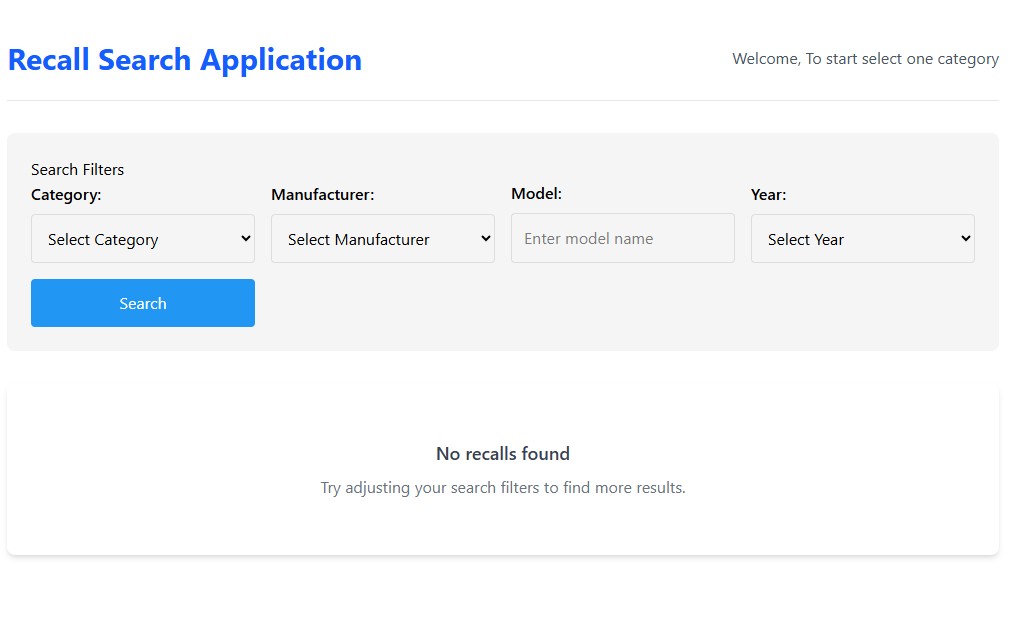 Recall Search Application
Welcome, To start select one category
Search Filters
Category:
Manufacturer:
Model:
Year:
Select Category
Select Manufacturer
Enter model name
Select Year
Search
No recalls found
Try adjusting your search filters to find more results.